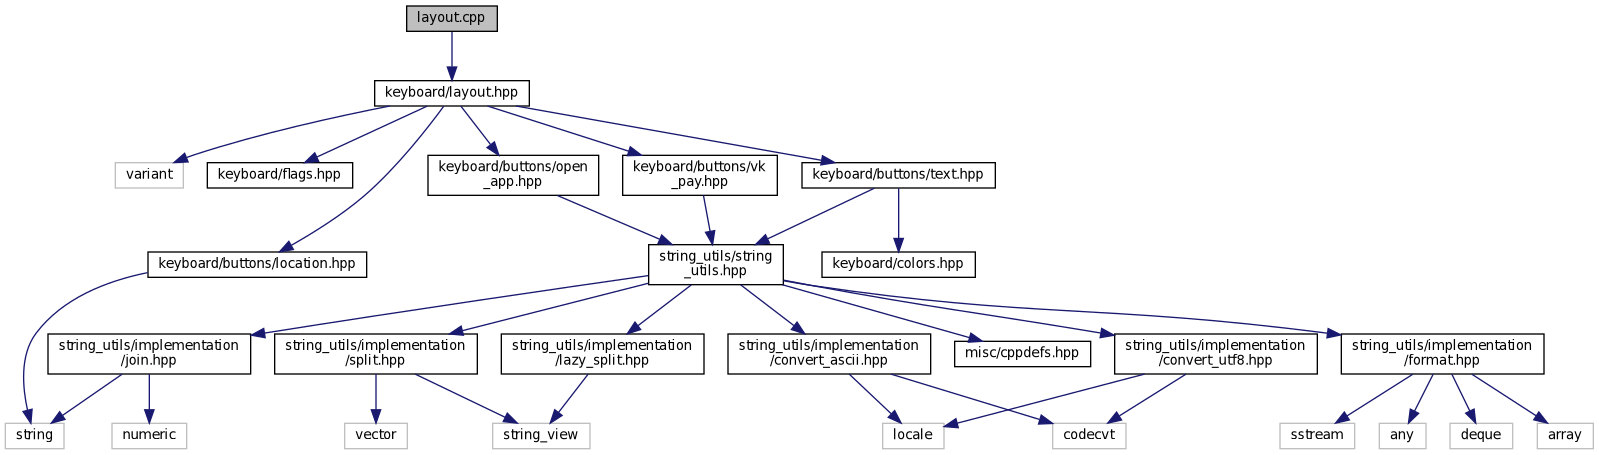 layout.cpp
keyboard/layout.hpp
variant
keyboard/flags.hpp
keyboard/buttons/open
_app.hpp
keyboard/buttons/vk
_pay.hpp
keyboard/buttons/text.hpp
keyboard/buttons/location.hpp
string_utils/string
_utils.hpp
keyboard/colors.hpp
string_utils/implementation
/join.hpp
string_utils/implementation
/split.hpp
string_utils/implementation
/lazy_split.hpp
string_utils/implementation
/convert_ascii.hpp
misc/cppdefs.hpp
string_utils/implementation
/convert_utf8.hpp
string_utils/implementation
/format.hpp
string
numeric
vector
string_view
locale
codecvt
sstream
any
deque
array